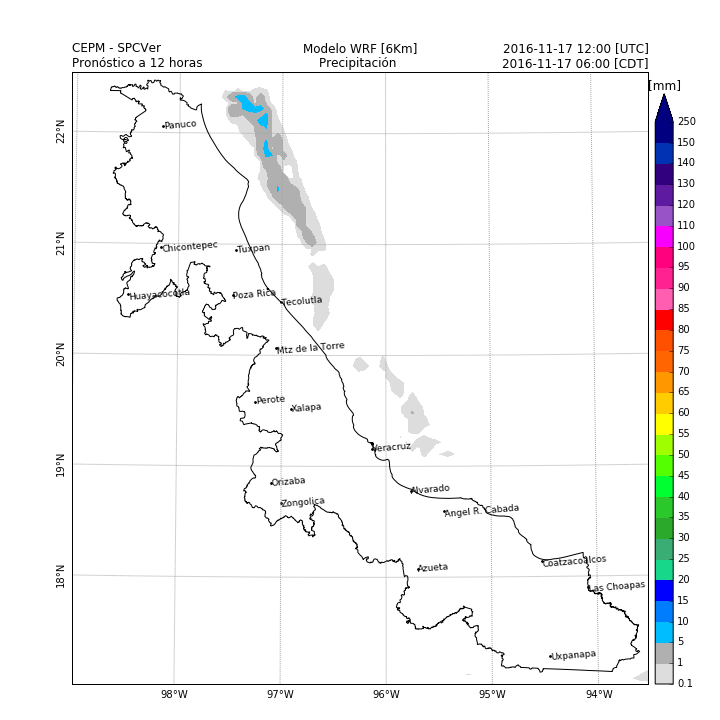 CEPM - SPCVer Modelo WRF [6Km] 2016-11-17 12:00 [UTC]
Pronóstico a 12 horas Precipitación 2016-11-17 06:00 [CDT]
[mm]
250
150
140
130
120
110
100
95
90
85
80
75
70
65
60
55
50
45
40
35
30
25
20
15
10
5
1
0.1
22°N
21°N
20°N
19°N
18°N
Panuco
Chicontepec
Tuxpan
Huayacocotla
Poza Rica
Tecolutla
Mtz de la Torre
Perote
Xalapa
Veracruz
Orizaba
Alvarado
Zongolica
Angel R. Cabada
Azueta
Coatzacoalcos
Las Choapas
Uxpanapa
98°W 97°W 96°W 95°W 94°W